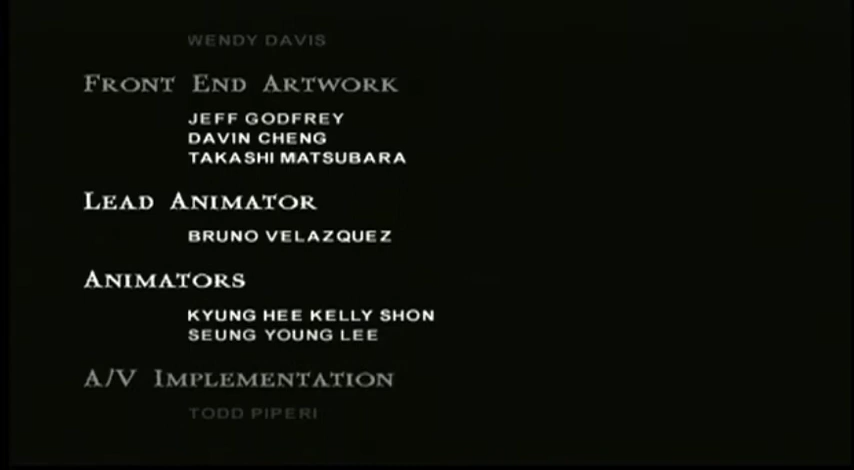 WENDY DAVIS
FRONT END ARTWORK
JEFF GODFREY
DAVIN CHENG
TAKASHI MATSUBARA
LEAD ANIMATOR
BRUNO VELAZQUEZ
ANIMATORS
KYUNG HEE KELLY SHON
SEUNG YOUNG LEE
A/V IMPLEMENTATION
TODD PIPERI